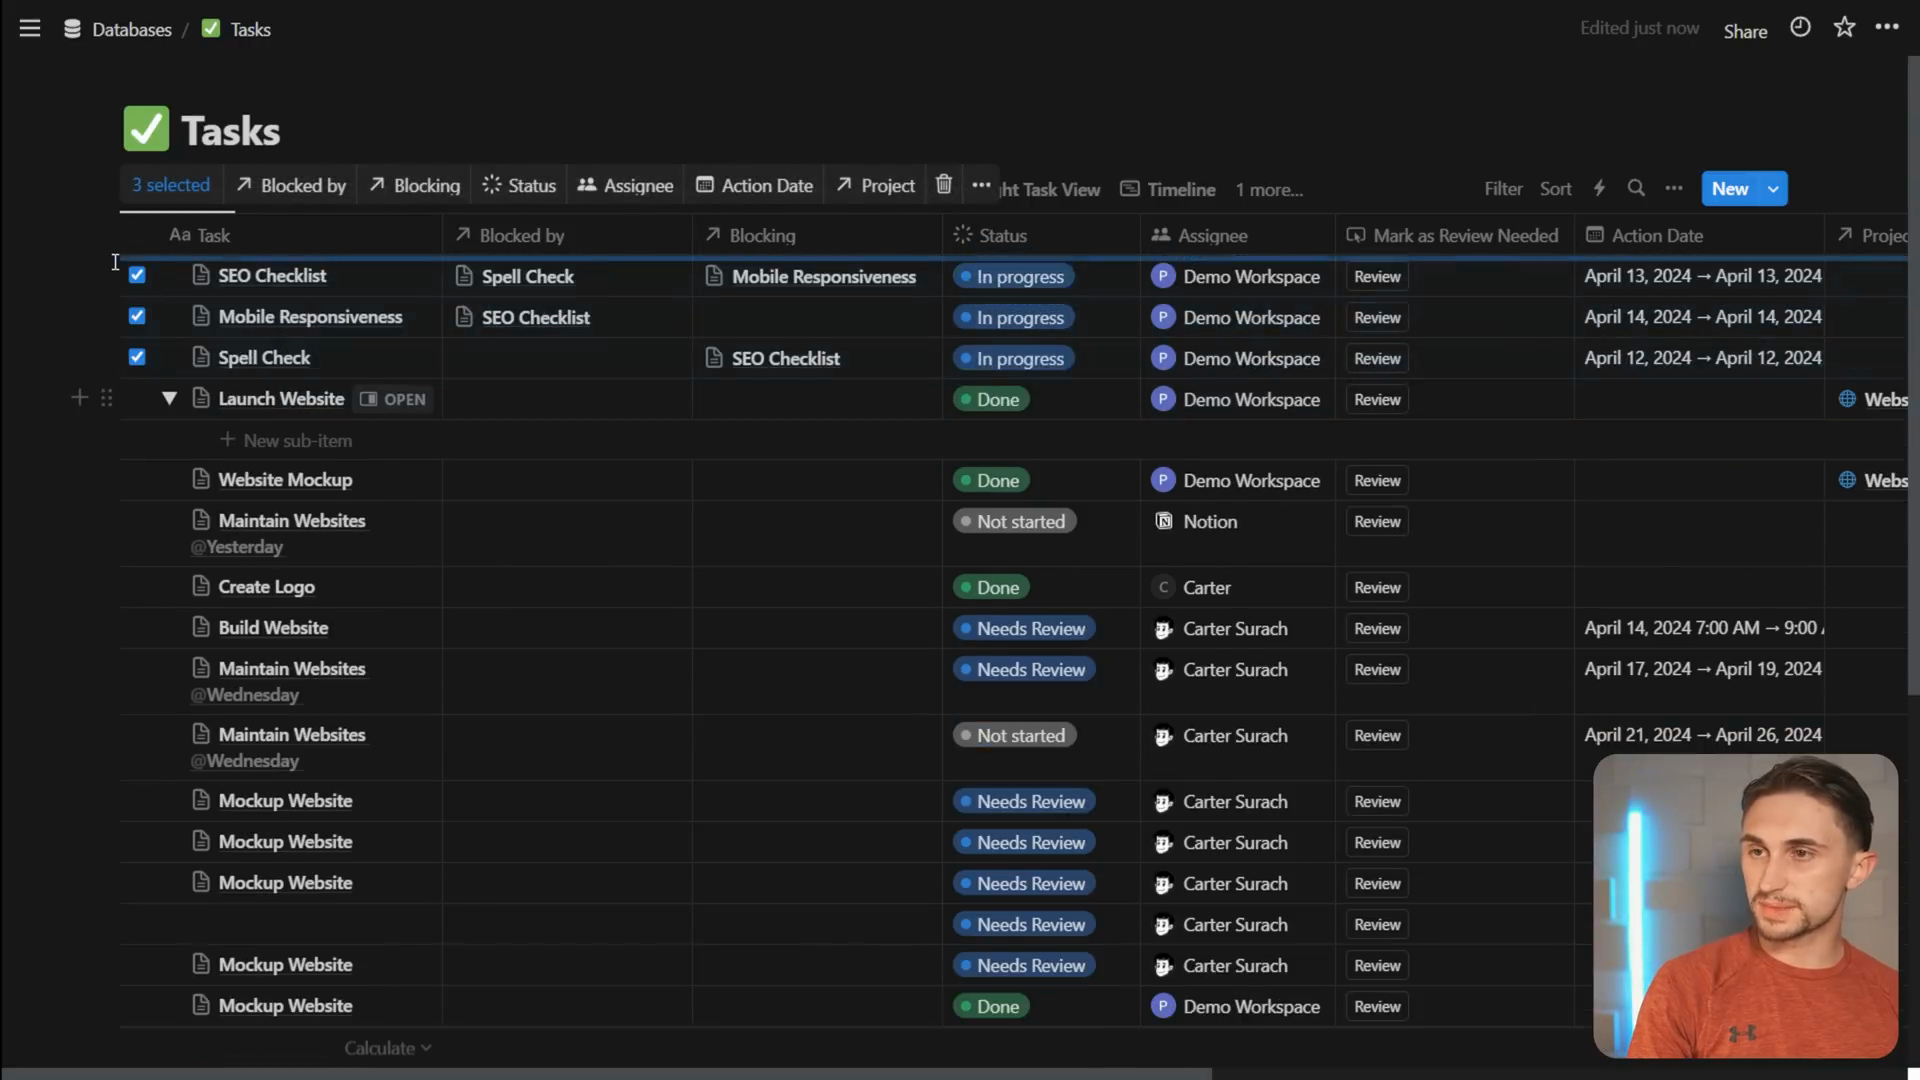 Databases / Tasks Edited just now Share
Tasks
3 selected Blocked by Blocking Status Assignee Action Date Project ght Task View Timeline 1 more... Filter Sort New
Aa Task Blocked by Blocking Status Assignee Mark as Review Needed Action Date Projec
SEO Checklist Spell Check Mobile Responsiveness In progress P Demo Workspace Review April 13, 2024 → April 13, 2024
Mobile Responsiveness SEO Checklist In progress P Demo Workspace Review April 14, 2024 → April 14, 2024
Spell Check SEO Checklist In progress P Demo Workspace Review April 12, 2024 → April 12, 2024
Launch Website OPEN Done P Demo Workspace Review Webs
+ New sub-item
Website Mockup Done P Demo Workspace Review Webs
Maintain Websites Not started Notion Review
@Yesterday
Create Logo Done C Carter Review
Build Website Needs Review Carter Surach Review April 14, 2024 7:00 AM → 9:00
Maintain Websites Needs Review Carter Surach Review April 17, 2024 → April 19, 2024
@Wednesday
Maintain Websites Not started Carter Surach Review April 21, 2024 → April 26, 2024
@Wednesday
Mockup Website Needs Review Carter Surach Review
Mockup Website Needs Review Carter Surach Review
Mockup Website Needs Review Carter Surach Review
Needs Review Carter Surach Review
Mockup Website Needs Review Carter Surach Review
Mockup Website Done P Demo Workspace Review
Calculate